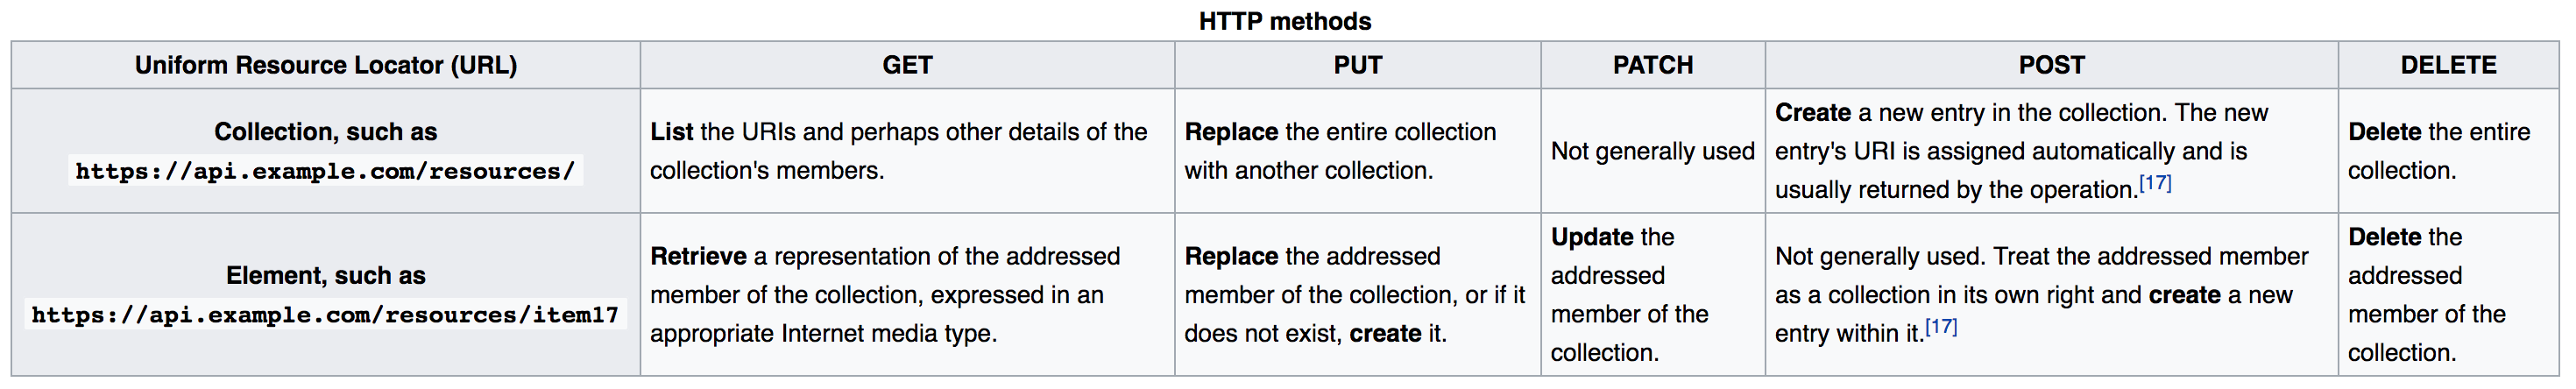 HTTP methods
Uniform Resource Locator (URL)
GET
PUT
PATCH
POST
DELETE
Collection, such as
https://api.example.com/resources/
List the URIs and perhaps other details of the
collection's members.
Replace the entire collection
with another collection.
Not generally used
Create a new entry in the collection. The new
entry's URI is assigned automatically and is
usually returned by the operation.[17]
Delete the entire
collection.
Element, such as
https://api.example.com/resources/item17
Retrieve a representation of the addressed
member of the collection, expressed in an
appropriate Internet media type.
Replace the addressed
member of the collection, or if it
does not exist, create it.
Update the
addressed
member of the
collection.
Not generally used. Treat the addressed member
as a collection in its own right and create a new
entry within it.[17]
Delete the
addressed
member of the
collection.